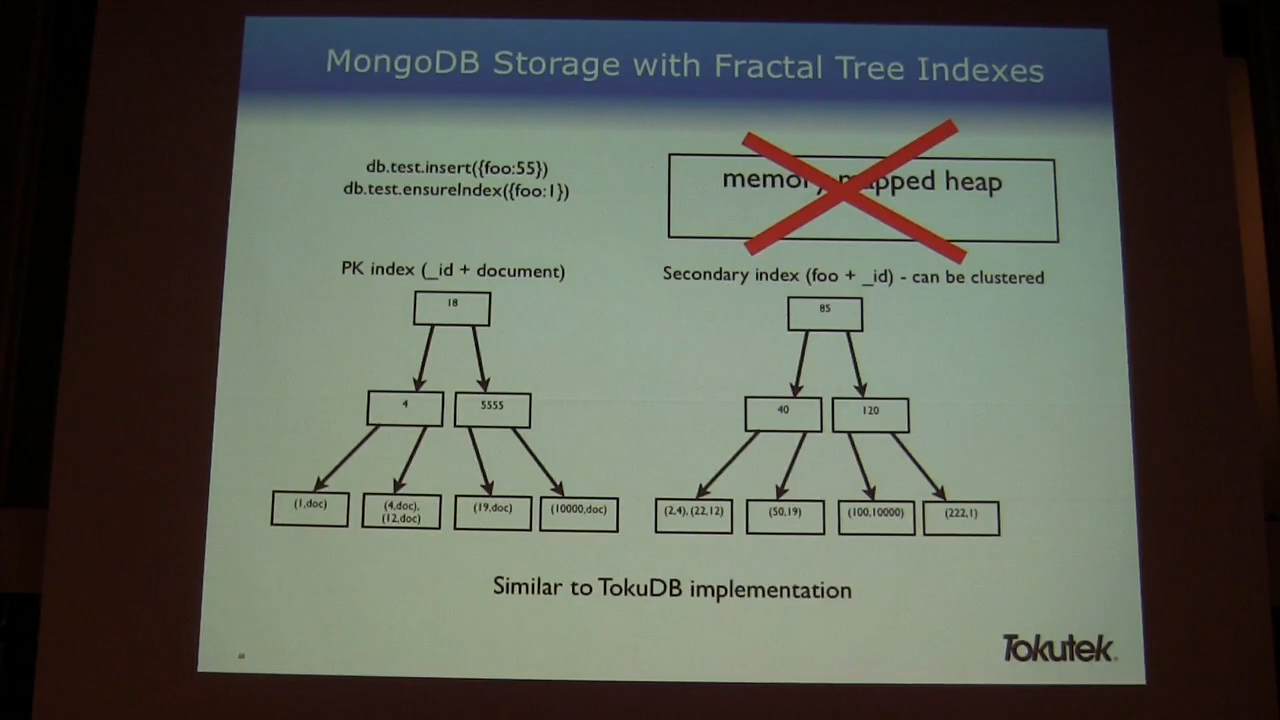 MongoDB Storage with Fractal Tree Indexes
db.test.insert({foo:55})
db.test.ensureIndex({foo:1})
memory mapped heap
PK index (_id + document)
18
4
5555
(1,doc)
(4,doc),
(12,doc)
(19,doc)
(10000,doc)
Secondary index (foo + _id) - can be clustered
85
40
120
(2,4), (22,12)
(50,19)
(100,10000)
(222,1)
Similar to TokuDB implementation
Tokutek